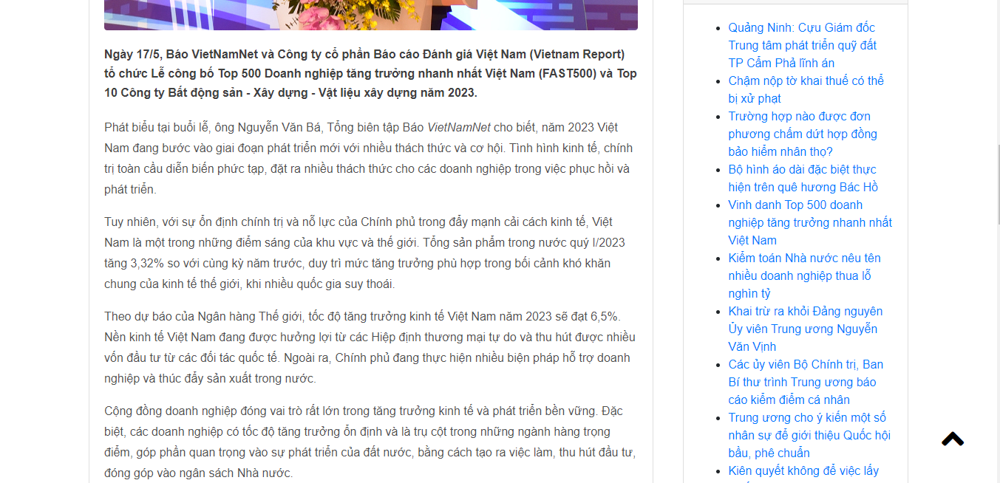 Ngày 17/5, Báo VietNamNet và Công ty cổ phần Báo cáo Đánh giá Việt Nam (Vietnam Report)
tổ chức Lễ công bố Top 500 Doanh nghiệp tăng trưởng nhanh nhất Việt Nam (FAST500) và Top
10 Công ty Bất động sản - Xây dựng - Vật liệu xây dựng năm 2023.
Phát biểu tại buổi lễ, ông Nguyễn Văn Bá, Tổng biên tập Báo VietNamNet cho biết, năm 2023 Việt
Nam đang bước vào giai đoạn phát triển mới với nhiều thách thức và cơ hội. Tình hình kinh tế, chính
trị toàn cầu diễn biến phức tạp, đặt ra nhiều thách thức cho các doanh nghiệp trong việc phục hồi và
phát triển.
Tuy nhiên, với sự ổn định chính trị và nỗ lực của Chính phủ trong đẩy mạnh cải cách kinh tế, Việt
Nam là một trong những điểm sáng của khu vực và thế giới. Tổng sản phẩm trong nước quý I/2023
tăng 3,32% so với cùng kỳ năm trước, duy trì mức tăng trưởng phù hợp trong bối cảnh khó khăn
chung của kinh tế thế giới, khi nhiều quốc gia suy thoái.
Theo dự báo của Ngân hàng Thế giới, tốc độ tăng trưởng kinh tế Việt Nam năm 2023 sẽ đạt 6,5%.
Nền kinh tế Việt Nam đang được hưởng lợi từ các Hiệp định thương mại tự do và thu hút được nhiều
vốn đầu tư từ các đối tác quốc tế. Ngoài ra, Chính phủ đang thực hiện nhiều biện pháp hỗ trợ doanh
nghiệp và thúc đẩy sản xuất trong nước.
Cộng đồng doanh nghiệp đóng vai trò rất lớn trong tăng trưởng kinh tế và phát triển bền vững. Đặc
biệt, các doanh nghiệp có tốc độ tăng trưởng ổn định và là trụ cột trong những ngành hàng trọng
điểm, góp phần quan trọng vào sự phát triển của đất nước, bằng cách tạo ra việc làm, thu hút đầu tư,
đóng góp vào ngân sách Nhà nước.
Quảng Ninh: Cựu Giám đốc
Trung tâm phát triển quỹ đất
TP Cẩm Phả lĩnh án
Chậm nộp tờ khai thuế có thể
bị xử phạt
Trường hợp nào được đơn
phương chấm dứt hợp đồng
bảo hiểm nhân thọ?
Bộ hình áo dài đặc biệt thực
hiện trên quê hương Bác Hồ
Vinh danh Top 500 doanh
nghiệp tăng trưởng nhanh nhất
Việt Nam
Kiểm toán Nhà nước nêu tên
nhiều doanh nghiệp thua lỗ
nghìn tỷ
Khai trừ ra khỏi Đảng nguyên
Ủy viên Trung ương Nguyễn
Văn Vịnh
Các ủy viên Bộ Chính trị, Ban
Bí thư trình Trung ương báo
cáo kiểm điểm cá nhân
Trung ương cho ý kiến một số
nhân sự để giới thiệu Quốc hội
bầu, phê chuẩn
Kiên quyết không để việc lấy